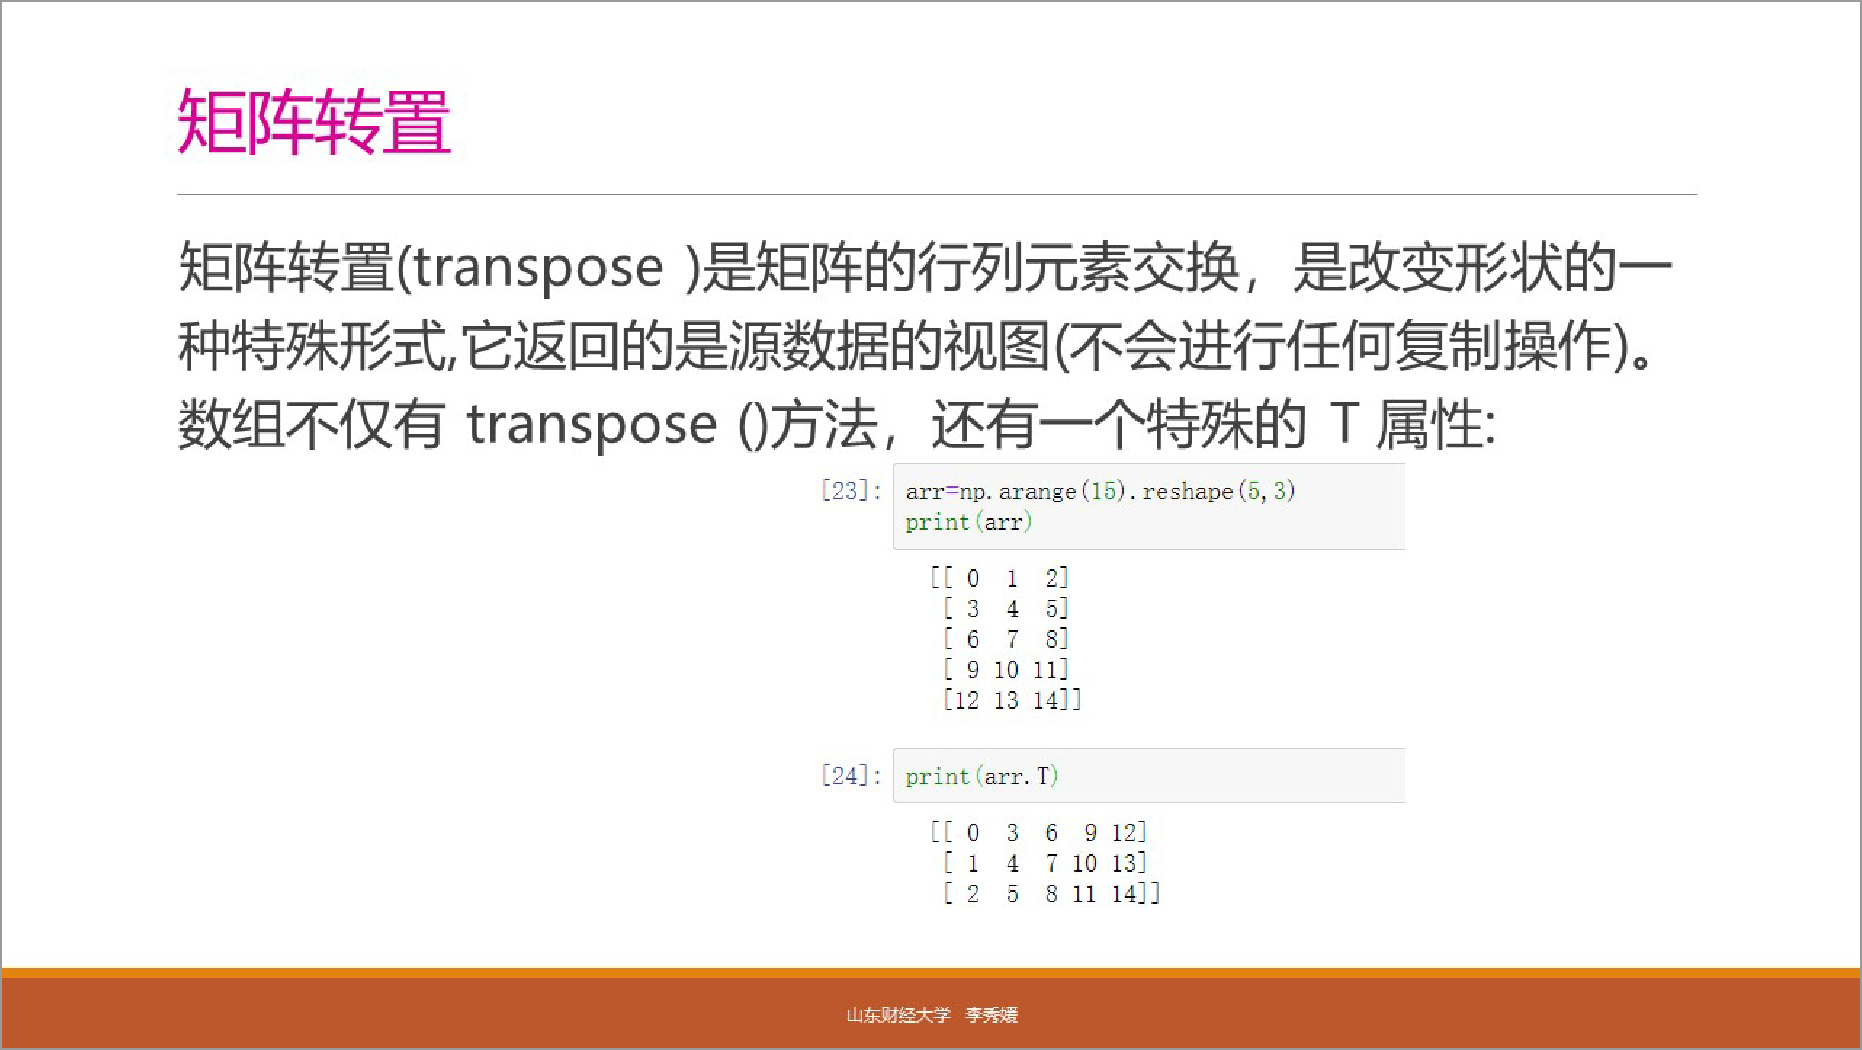 矩阵转置
矩阵转置(transpose )是矩阵的行列元素交换，是改变形状的一
种特殊形式,它返回的是源数据的视图(不会进行任何复制操作)。
数组不仅有 transpose ()方法，还有一个特殊的 T 属性:
[23]: arr=np.arange(15).reshape(5,3)
print(arr)
[[ 0  1  2]
[ 3  4  5]
[ 6  7  8]
[ 9 10 11]
[12 13 14]]
[24]: print(arr.T)
[[ 0  3  6  9 12]
[ 1  4  7 10 13]
[ 2  5  8 11 14]]
山东财经大学 李秀媛